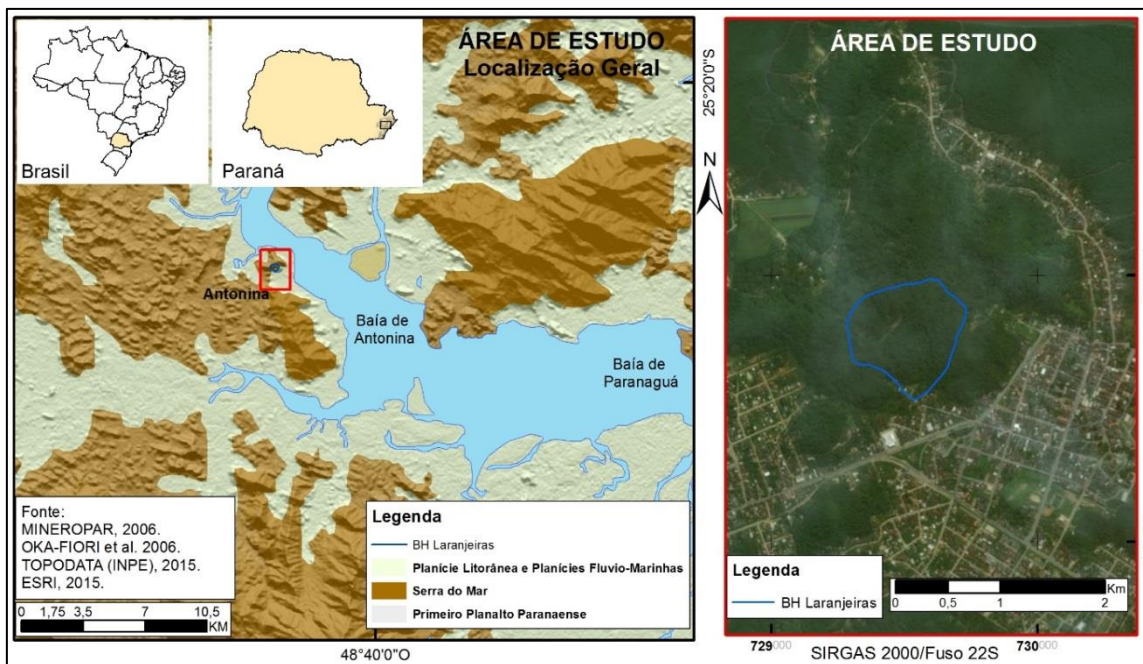 ÁREA DE ESTUDO
Localização Geral
Brasil
Paraná
Antonina
Baía de
Antonina
Baía de
Paranaguá
Fonte:
MINEROPAR, 2006.
OKA-FIORI et al. 2006.
TOPODATA (INPE), 2015.
ESRI, 2015.
0 1,75 3,5 7 10,5
KM
Legenda
BH Laranjeiras
Planície Litorânea e Planícies Fluvio-Marinhas
Serra do Mar
Primeiro Planalto Paranaense
48°40'0"O
25°20'0"S
N
ÁREA DE ESTUDO
Legenda
BH Laranjeiras
Km
0 0,5 1 2
729000 730000
SIRGAS 2000/Fuso 22S